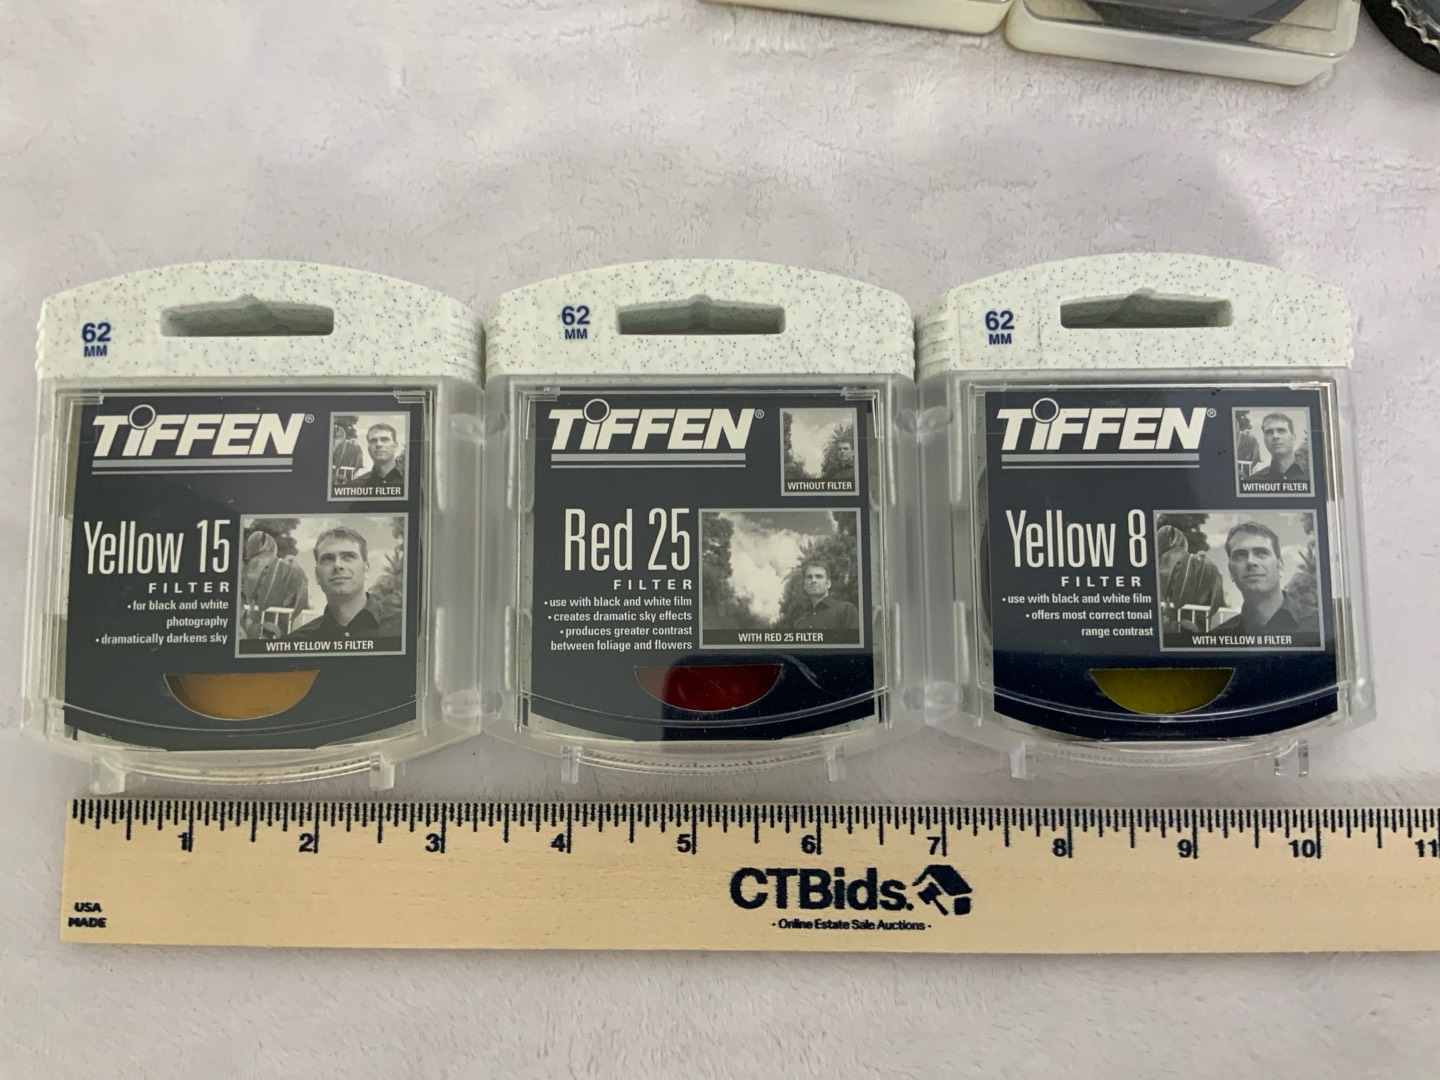 62
MM
TIFFEN®
WITHOUT FILTER
Yellow 15
FILTER
• for black and white
photography
• dramatically darkens sky
WITH YELLOW 15 FILTER
62
MM
TIFFEN®
WITHOUT FILTER
Red 25
FILTER
• use with black and white film
• creates dramatic sky effects
• produces greater contrast
between foliage and flowers
WITH RED 25 FILTER
62
MM
TIFFEN®
WITHOUT FILTER
Yellow 8
FILTER
• use with black and white film
• offers most correct tonal
range contrast
WITH YELLOW 8 FILTER
1 2 3 4 5 6 7 8 9 10 11
CTBids.
· Online Estate Sale Auctions ·
USA
MADE